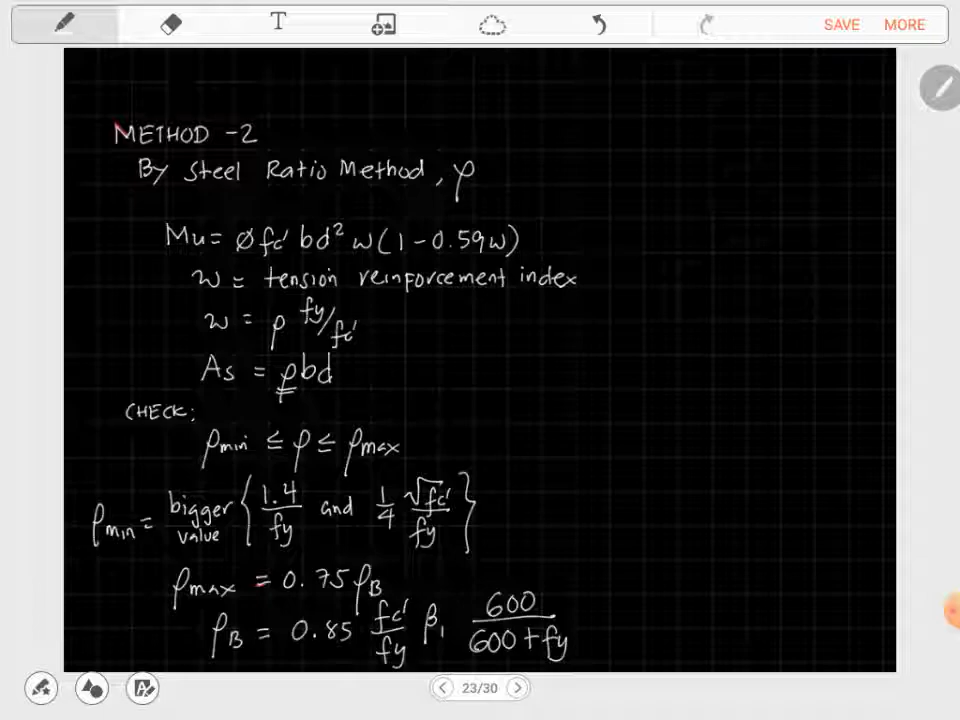 T SAVE MORE
METHOD -2
By Steel Ratio Method, ρ
Mu = Ø fc' bd² w (1 - 0.59w)
w = tension reinforcement index
w = ρ fy/fc'
As = ρbd
CHECK:
ρmin ≤ ρ ≤ ρmax
ρmin = bigger value { 1.4/fy and 1/4 √fc'/fy }
ρmax = 0.75 ρB
ρB = 0.85 fc'/fy β1 600/600+fy
23/30